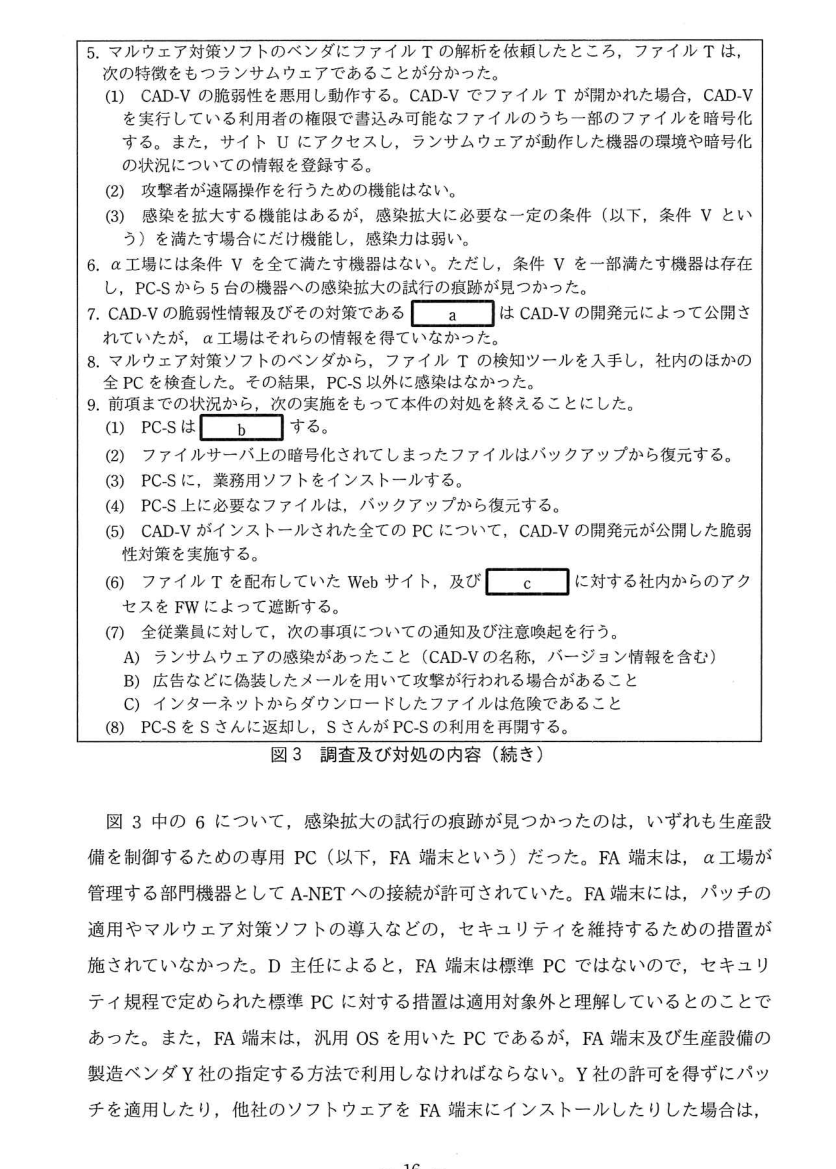 5. マルウェア対策ソフトのベンダにファイル T の解析を依頼したところ，ファイル T は，
次の特徴をもつランサムウェアであることが分かった。
(1) CAD-V の脆弱性を悪用し動作する。CAD-V でファイル T が開かれた場合，CAD-V
を実行している利用者の権限で書込み可能なファイルのうち一部のファイルを暗号化
する。また，サイト U にアクセスし，ランサムウェアが動作した機器の環境や暗号化
の状況についての情報を登録する。
(2) 攻撃者が遠隔操作を行うための機能はない。
(3) 感染を拡大する機能はあるが，感染拡大に必要な一定の条件（以下，条件 V とい
う）を満たす場合にだけ機能し，感染力は弱い。
6. α工場には条件 V を全て満たす機器はない。ただし，条件 V を一部満たす機器は存在
し，PC-S から 5 台の機器への感染拡大の試行の痕跡が見つかった。
7. CAD-V の脆弱性情報及びその対策である a は CAD-V の開発元によって公開さ
れていたが，α工場はそれらの情報を得ていなかった。
8. マルウェア対策ソフトのベンダから，ファイル T の検知ツールを入手し，社内のほかの
全 PC を検査した。その結果，PC-S 以外に感染はなかった。
9. 前項までの状況から，次の実施をもって本件の対処を終えることにした。
(1) PC-S は b する。
(2) ファイルサーバ上の暗号化されてしまったファイルはバックアップから復元する。
(3) PC-S に，業務用ソフトをインストールする。
(4) PC-S 上に必要なファイルは，バックアップから復元する。
(5) CAD-V がインストールされた全ての PC について，CAD-V の開発元が公開した脆弱
性対策を実施する。
(6) ファイル T を配布していた Web サイト，及び c に対する社内からのアク
セスを FW によって遮断する。
(7) 全従業員に対して，次の事項についての通知及び注意喚起を行う。
A) ランサムウェアの感染があったこと（CAD-V の名称，バージョン情報を含む）
B) 広告などに偽装したメールを用いて攻撃が行われる場合があること
C) インターネットからダウンロードしたファイルは危険であること
(8) PC-S を S さんに返却し，S さんが PC-S の利用を再開する。
図 3 調査及び対処の内容（続き）
図 3 中の 6 について，感染拡大の試行の痕跡が見つかったのは，いずれも生産設
備を制御するための専用 PC（以下，FA 端末という）だった。FA 端末は，α工場が
管理する部門機器として A-NET への接続が許可されていた。FA 端末には，パッチの
適用やマルウェア対策ソフトの導入などの，セキュリティを維持するための措置が
施されていなかった。D 主任によると，FA 端末は標準 PC ではないので，セキュリ
ティ規程で定められた標準 PC に対する措置は適用対象外と理解しているとのことで
あった。また，FA 端末は，汎用 OS を用いた PC であるが，FA 端末及び生産設備の
製造ベンダ Y 社の指定する方法で利用しなければならない。Y 社の許可を得ずにパッ
チを適用したり，他社のソフトウェアを FA 端末にインストールしたりした場合は，
— 16 —